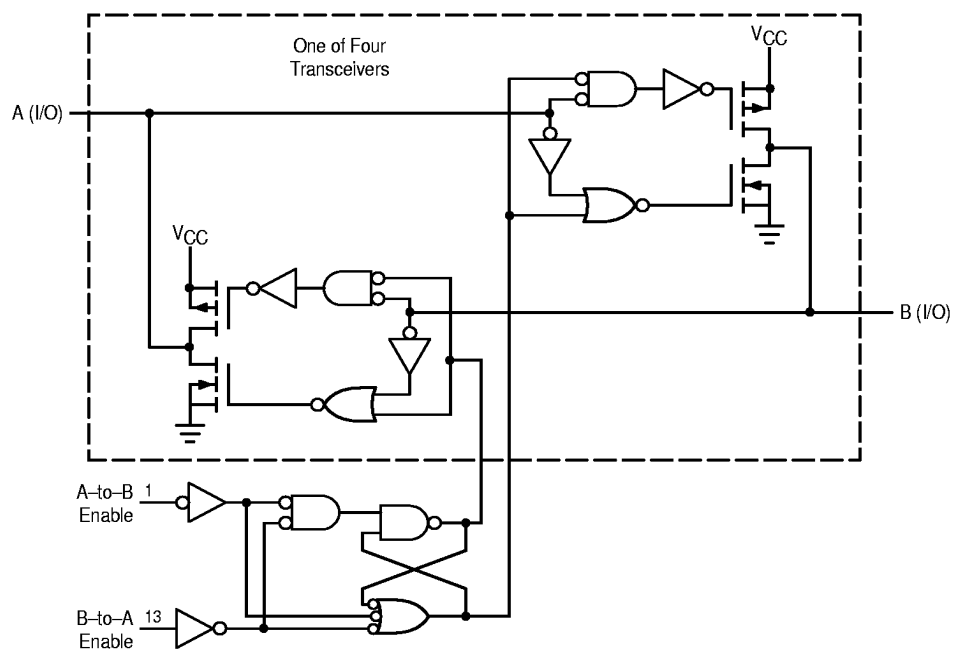 One of Four
Transceivers
VCC
A (I/O)
VCC
B (I/O)
A–to–B 1
Enable
B–to–A 13
Enable